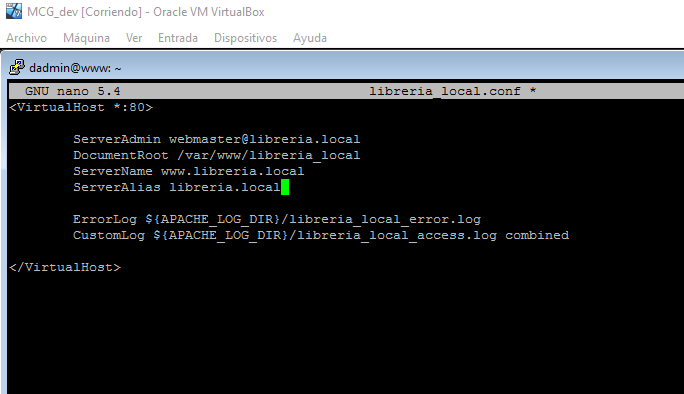 MCG_dev [Corriendo] - Oracle VM VirtualBox
Archivo Máquina Ver Entrada Dispositivos Ayuda
dadmin@www: ~
GNU nano 5.4 libreria_local.conf *
<VirtualHost *:80>
ServerAdmin webmaster@libreria.local
DocumentRoot /var/www/libreria_local
ServerName www.libreria.local
ServerAlias libreria.local
ErrorLog ${APACHE_LOG_DIR}/libreria_local_error.log
CustomLog ${APACHE_LOG_DIR}/libreria_local_access.log combined
</VirtualHost>